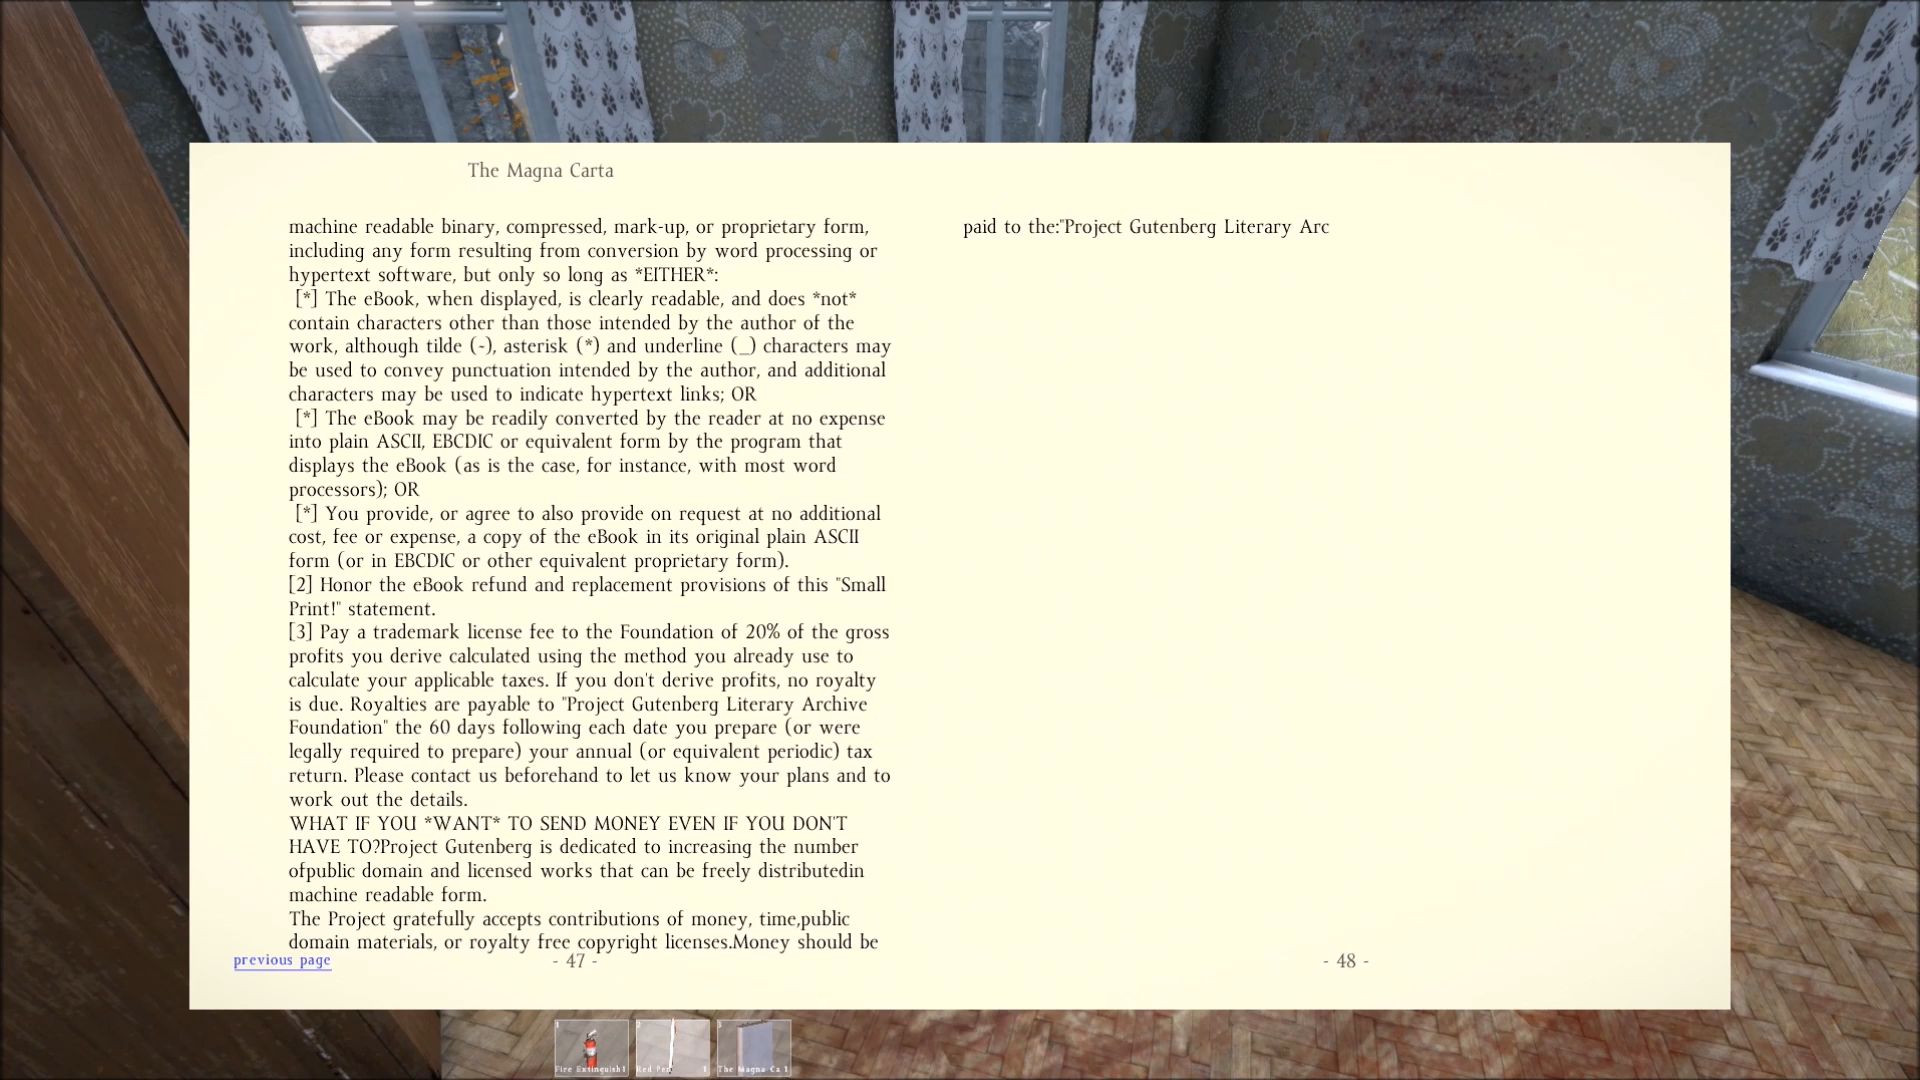 The Magna Carta
machine readable binary, compressed, mark-up, or proprietary form,
including any form resulting from conversion by word processing or
hypertext software, but only so long as *EITHER*:
[*] The eBook, when displayed, is clearly readable, and does *not*
contain characters other than those intended by the author of the
work, although tilde (~), asterisk (*) and underline (_) characters may
be used to convey punctuation intended by the author, and additional
characters may be used to indicate hypertext links; OR
[*] The eBook may be readily converted by the reader at no expense
into plain ASCII, EBCDIC or equivalent form by the program that
displays the eBook (as is the case, for instance, with most word
processors); OR
[*] You provide, or agree to also provide on request at no additional
cost, fee or expense, a copy of the eBook in its original plain ASCII
form (or in EBCDIC or other equivalent proprietary form).
[2] Honor the eBook refund and replacement provisions of this "Small
Print!" statement.
[3] Pay a trademark license fee to the Foundation of 20% of the gross
profits you derive calculated using the method you already use to
calculate your applicable taxes. If you don't derive profits, no royalty
is due. Royalties are payable to "Project Gutenberg Literary Archive
Foundation" the 60 days following each date you prepare (or were
legally required to prepare) your annual (or equivalent periodic) tax
return. Please contact us beforehand to let us know your plans and to
work out the details.
WHAT IF YOU *WANT* TO SEND MONEY EVEN IF YOU DON'T
HAVE TO?Project Gutenberg is dedicated to increasing the number
ofpublic domain and licensed works that can be freely distributedin
machine readable form.
The Project gratefully accepts contributions of money, time,public
domain materials, or royalty free copyright licenses.Money should be
previous page
- 47 -
paid to the:"Project Gutenberg Literary Arc
- 48 -
1 2 3
Fire Extinguish1 Red Pen 1 The Magna Ca 1